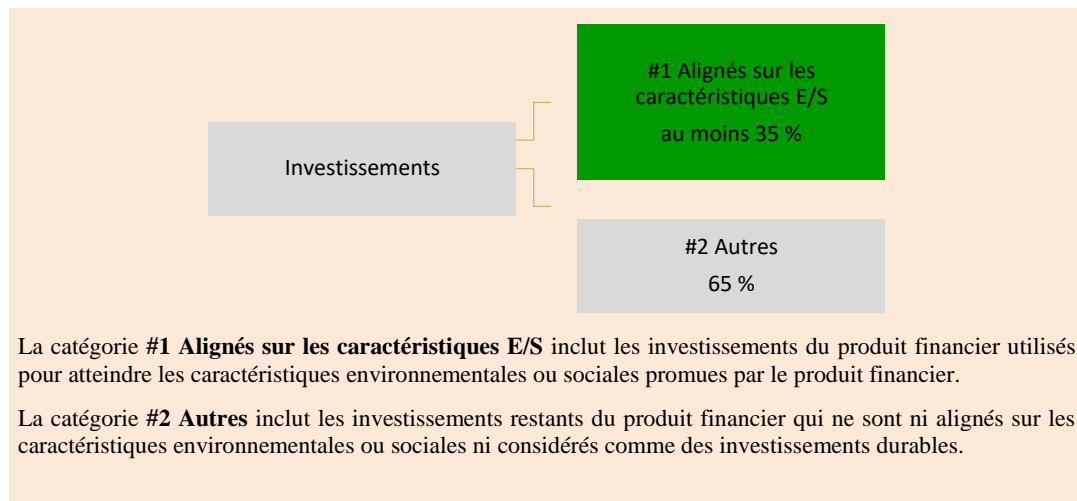 #1 Alignés sur les
caractéristiques E/S
au moins 35 %
Investissements
#2 Autres
65 %
La catégorie #1 Alignés sur les caractéristiques E/S inclut les investissements du produit financier utilisés
pour atteindre les caractéristiques environnementales ou sociales promues par le produit financier.
La catégorie #2 Autres inclut les investissements restants du produit financier qui ne sont ni alignés sur les
caractéristiques environnementales ou sociales ni considérés comme des investissements durables.